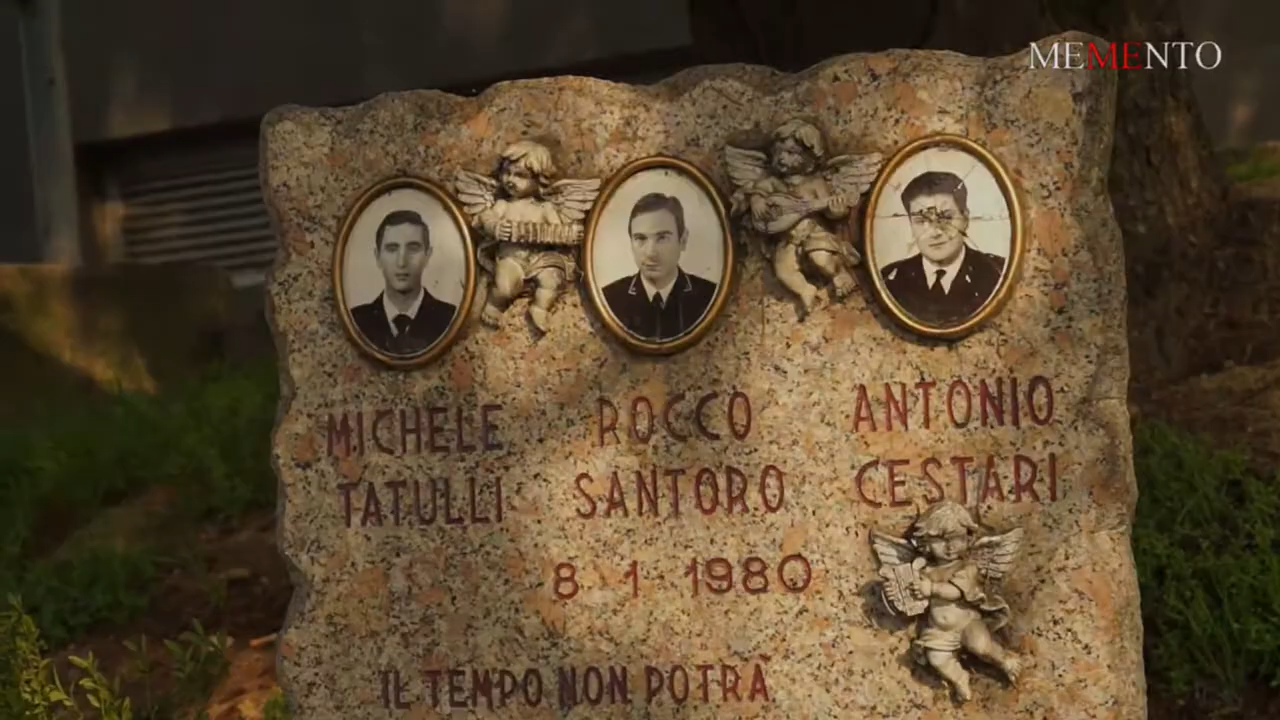 MEMENTO
MICHELE ROCCO ANTONIO
TATULLI SANTORO CESTARI
8 1 1980
IL TEMPO NON POTRÀ